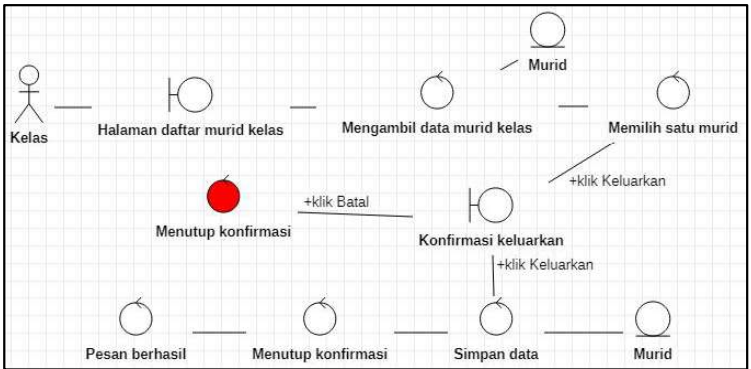 Murid
Kelas
Halaman daftar murid kelas
Mengambil data murid kelas
Memilih satu murid
+klik Keluarkan
+klik Batal
Menutup konfirmasi
Konfirmasi keluarkan
+klik Keluarkan
Pesan berhasil
Menutup konfirmasi
Simpan data
Murid